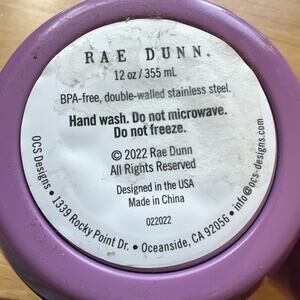 RAE DUNN.
12 oz / 355 mL
BPA-free, double-walled stainless steel.
Hand wash. Do not microwave.
Do not freeze.
© 2022 Rae Dunn
All Rights Reserved
Designed in the USA
Made in China
022022
OCS Designs • 1339 Rocky Point Dr. • Oceanside, CA 92056 • info@ocs-designs.com